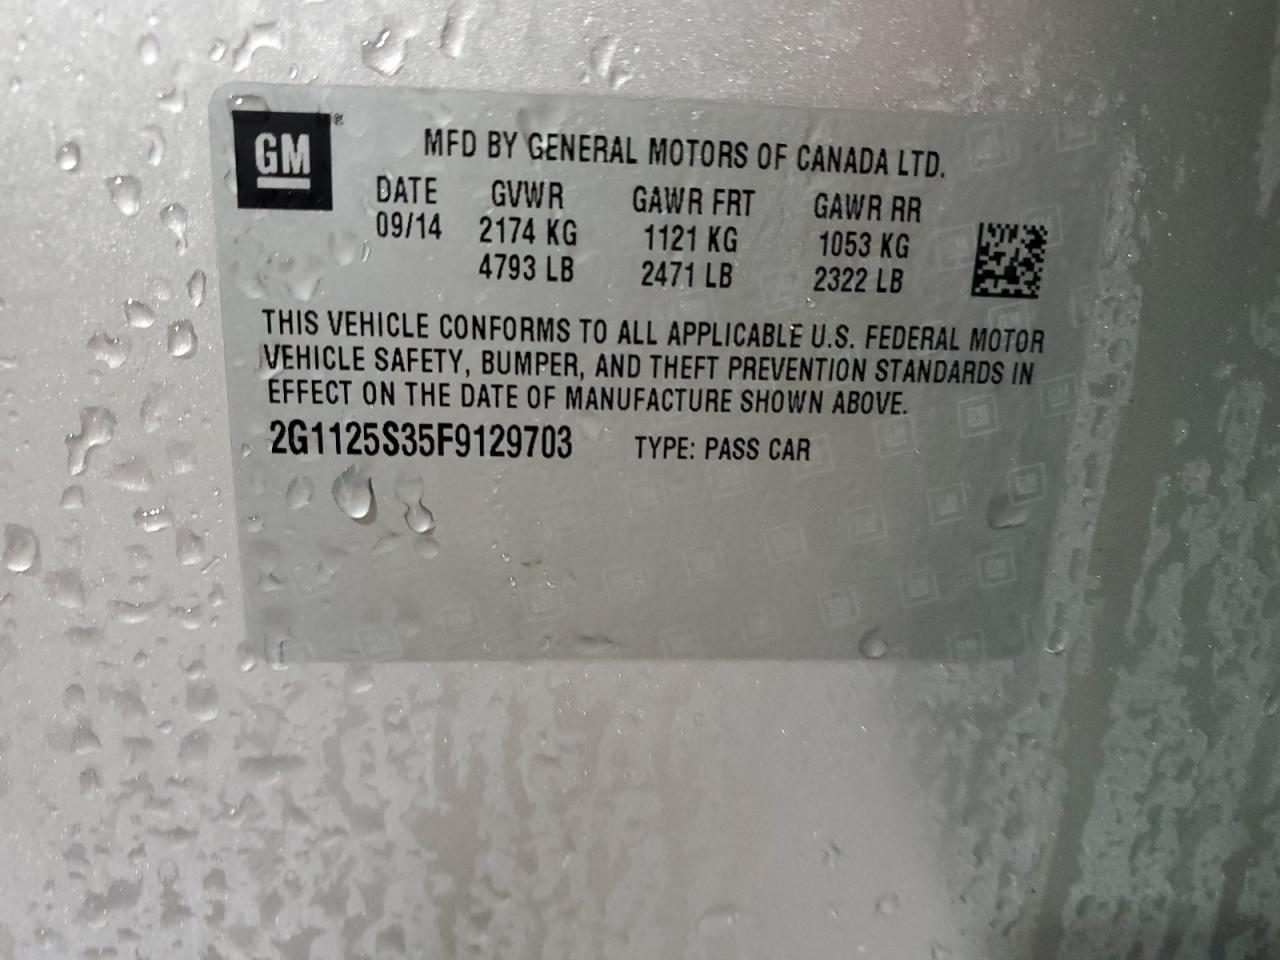 GM ®
MFD BY GENERAL MOTORS OF CANADA LTD.
DATE GVWR GAWR FRT GAWR RR
09/14 2174 KG 1121 KG 1053 KG
4793 LB 2471 LB 2322 LB
THIS VEHICLE CONFORMS TO ALL APPLICABLE U.S. FEDERAL MOTOR
VEHICLE SAFETY, BUMPER, AND THEFT PREVENTION STANDARDS IN
EFFECT ON THE DATE OF MANUFACTURE SHOWN ABOVE.
2G1125S35F9129703 TYPE: PASS CAR